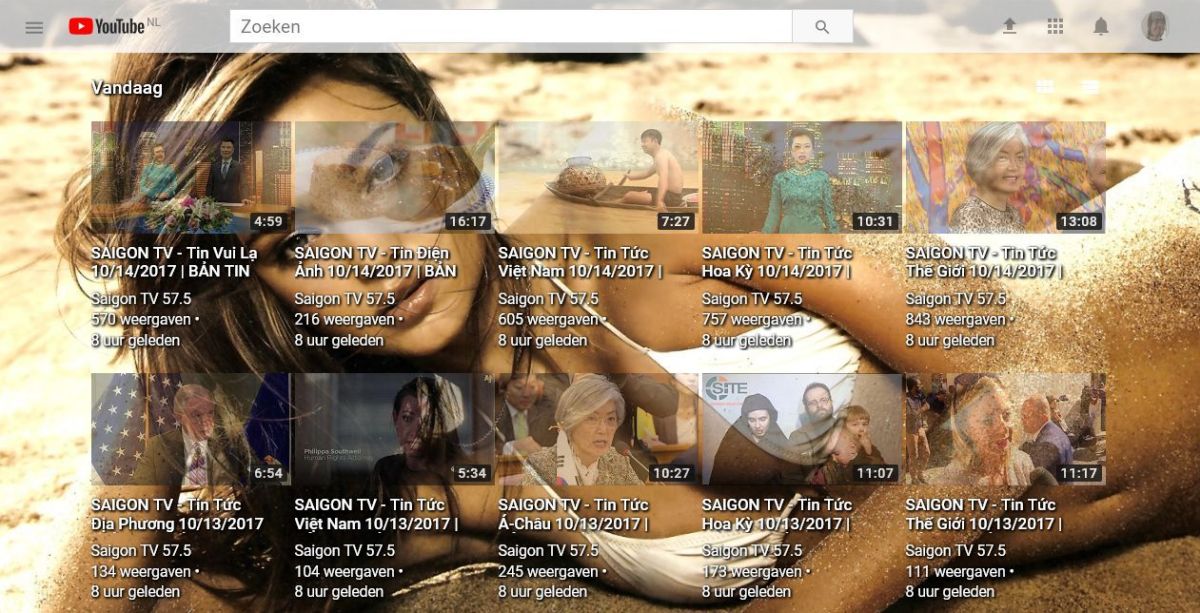 YouTube NL
Zoeken
Vandaag
4:59
16:17
7:27
10:31
13:08
SAIGON TV - Tin Vui Lạ
10/14/2017 | BẢN TIN
Saigon TV 57.5
570 weergaven •
8 uur geleden
SAIGON TV - Tin Điện
Ảnh 10/14/2017 | BẢN
Saigon TV 57.5
216 weergaven •
8 uur geleden
SAIGON TV - Tin Tức
Việt Nam 10/14/2017 |
Saigon TV 57.5
605 weergaven •
8 uur geleden
SAIGON TV - Tin Tức
Hoa Kỳ 10/14/2017 |
Saigon TV 57.5
757 weergaven •
8 uur geleden
SAIGON TV - Tin Tức
Thế Giới 10/14/2017 |
Saigon TV 57.5
843 weergaven •
8 uur geleden
6:54
Philippa Southwell
Human Rights Attorney
5:34
10:27
SITE
11:07
11:17
SAIGON TV - Tin Tức
Địa Phương 10/13/2017
Saigon TV 57.5
134 weergaven •
8 uur geleden
SAIGON TV - Tin Tức
Việt Nam 10/13/2017 |
Saigon TV 57.5
104 weergaven •
8 uur geleden
SAIGON TV - Tin Tức
Á-Châu 10/13/2017 |
Saigon TV 57.5
245 weergaven •
8 uur geleden
SAIGON TV - Tin Tức
Hoa Kỳ 10/13/2017 |
Saigon TV 57.5
173 weergaven •
8 uur geleden
SAIGON TV - Tin Tức
Thế Giới 10/13/2017 |
Saigon TV 57.5
111 weergaven •
8 uur geleden